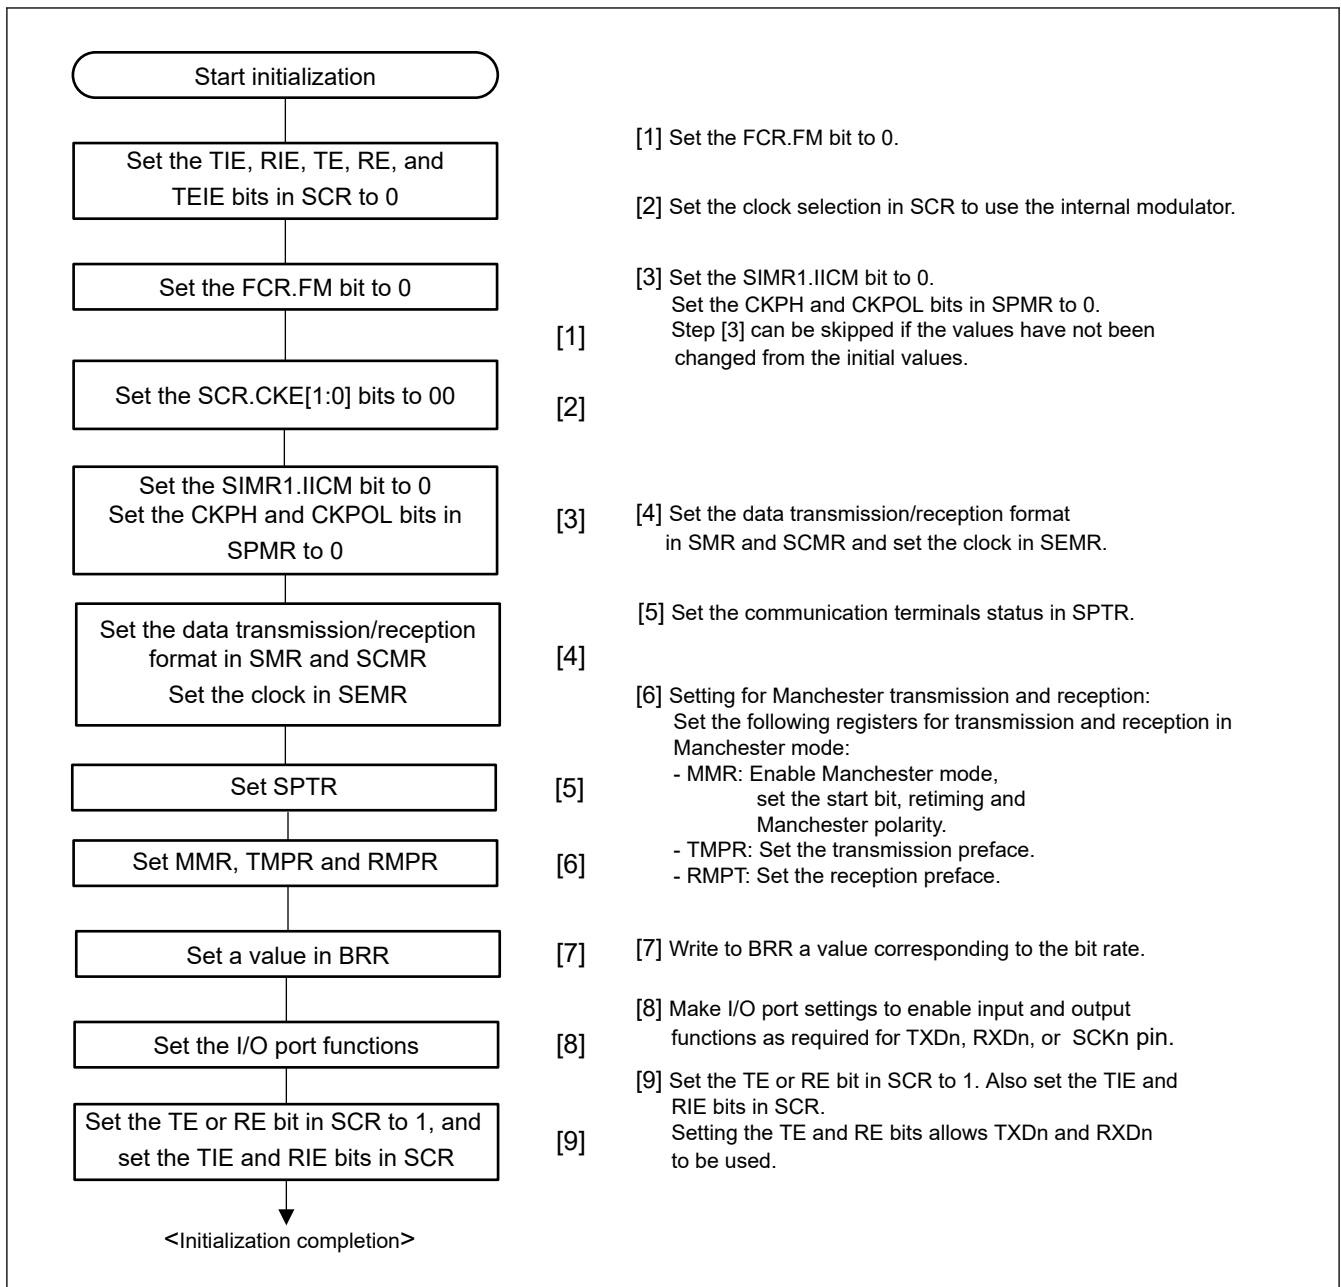 Start initialization
Set the TIE, RIE, TE, RE, and
TEIE bits in SCR to 0
Set the FCR.FM bit to 0
[1]
Set the SCR.CKE[1:0] bits to 00
[2]
Set the SIMR1.IICM bit to 0
Set the CKPH and CKPOL bits in
SPMR to 0
[3]
Set the data transmission/reception
format in SMR and SCMR
Set the clock in SEMR
[4]
Set SPTR
[5]
Set MMR, TMPR and RMPR
[6]
Set a value in BRR
[7]
Set the I/O port functions
[8]
Set the TE or RE bit in SCR to 1, and
set the TIE and RIE bits in SCR
[9]
<Initialization completion>
[1] Set the FCR.FM bit to 0.
[2] Set the clock selection in SCR to use the internal modulator.
[3] Set the SIMR1.IICM bit to 0.
Set the CKPH and CKPOL bits in SPMR to 0.
Step [3] can be skipped if the values have not been
changed from the initial values.
[4] Set the data transmission/reception format
in SMR and SCMR and set the clock in SEMR.
[5] Set the communication terminals status in SPTR.
[6] Setting for Manchester transmission and reception:
Set the following registers for transmission and reception in
Manchester mode:
- MMR: Enable Manchester mode,
set the start bit, retiming and
Manchester polarity.
- TMPR: Set the transmission preface.
- RMPT: Set the reception preface.
[7] Write to BRR a value corresponding to the bit rate.
[8] Make I/O port settings to enable input and output
functions as required for TXDn, RXDn, or SCKn pin.
[9] Set the TE or RE bit in SCR to 1. Also set the TIE and
RIE bits in SCR.
Setting the TE and RE bits allows TXDn and RXDn
to be used.